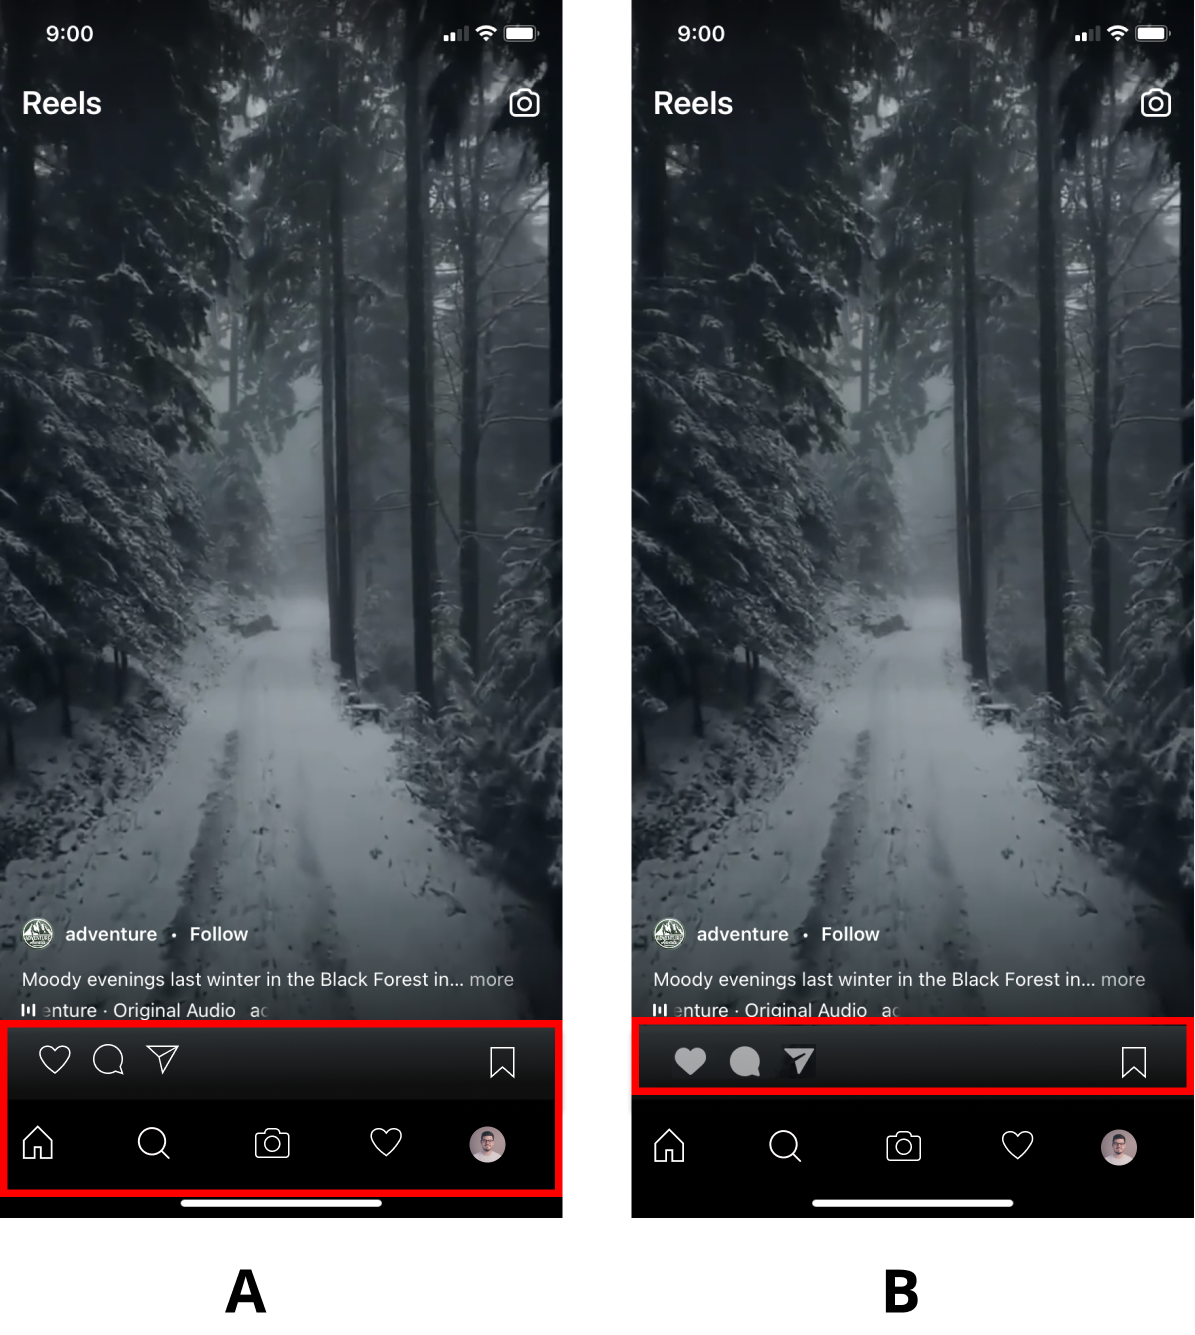 9:00
Reels
adventure • Follow
Moody evenings last winter in the Black Forest in... more
enture · Original Audio ac
A
9:00
Reels
adventure • Follow
Moody evenings last winter in the Black Forest in... more
enture · Original Audio ac
B